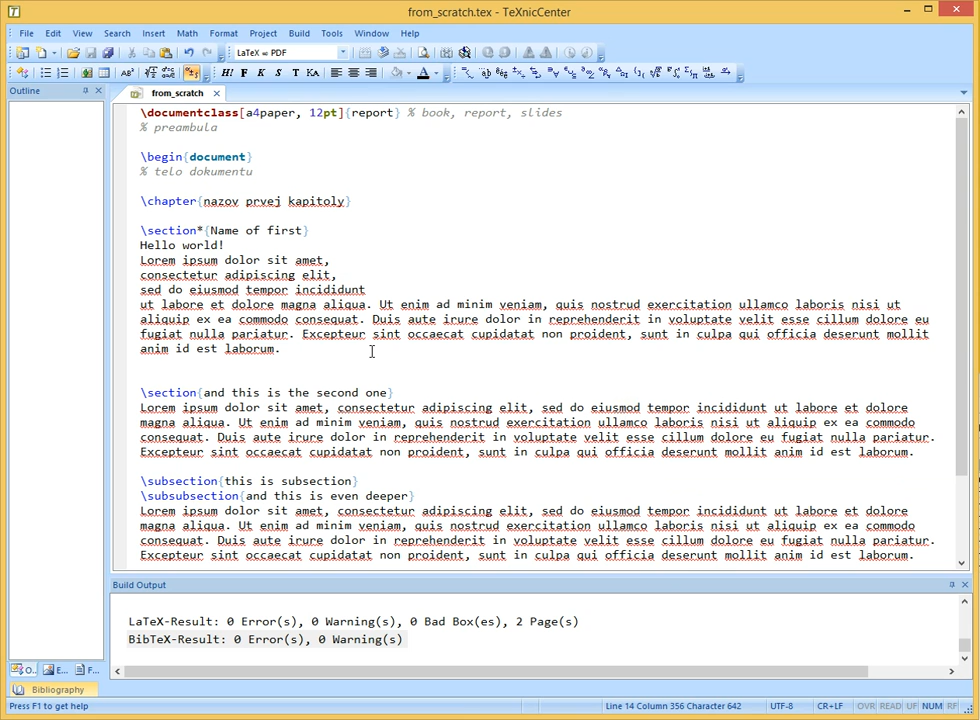 from_scratch.tex - TeXnicCenter
File Edit View Search Insert Math Format Project Build Tools Window Help
LaTeX ⇒ PDF
Outline
from_scratch
\documentclass[a4paper, 12pt]{report} % book, report, slides
% preambula
\begin{document}
% telo dokumentu
\chapter{nazov prvej kapitoly}
\section*{Name of first}
Hello world!
Lorem ipsum dolor sit amet,
consectetur adipiscing elit,
sed do eiusmod tempor incididunt
ut labore et dolore magna aliqua. Ut enim ad minim veniam, quis nostrud exercitation ullamco laboris nisi ut
aliquip ex ea commodo consequat. Duis aute irure dolor in reprehenderit in voluptate velit esse cillum dolore eu
fugiat nulla pariatur. Excepteur sint occaecat cupidatat non proident, sunt in culpa qui officia deserunt mollit
anim id est laborum.
\section{and this is the second one}
Lorem ipsum dolor sit amet, consectetur adipiscing elit, sed do eiusmod tempor incididunt ut labore et dolore
magna aliqua. Ut enim ad minim veniam, quis nostrud exercitation ullamco laboris nisi ut aliquip ex ea commodo
consequat. Duis aute irure dolor in reprehenderit in voluptate velit esse cillum dolore eu fugiat nulla pariatur.
Excepteur sint occaecat cupidatat non proident, sunt in culpa qui officia deserunt mollit anim id est laborum.
\subsection{this is subsection}
\subsubsection{and this is even deeper}
Lorem ipsum dolor sit amet, consectetur adipiscing elit, sed do eiusmod tempor incididunt ut labore et dolore
magna aliqua. Ut enim ad minim veniam, quis nostrud exercitation ullamco laboris nisi ut aliquip ex ea commodo
consequat. Duis aute irure dolor in reprehenderit in voluptate velit esse cillum dolore eu fugiat nulla pariatur.
Excepteur sint occaecat cupidatat non proident, sunt in culpa qui officia deserunt mollit anim id est laborum.
Build Output
LaTeX-Result: 0 Error(s), 0 Warning(s), 0 Bad Box(es), 2 Page(s)
BibTeX-Result: 0 Error(s), 0 Warning(s)
O... E... F...
Bibliography
Press F1 to get help
Line 14 Column 356 Character 642 UTF-8 CR+LF OVR READ UF NUM RF